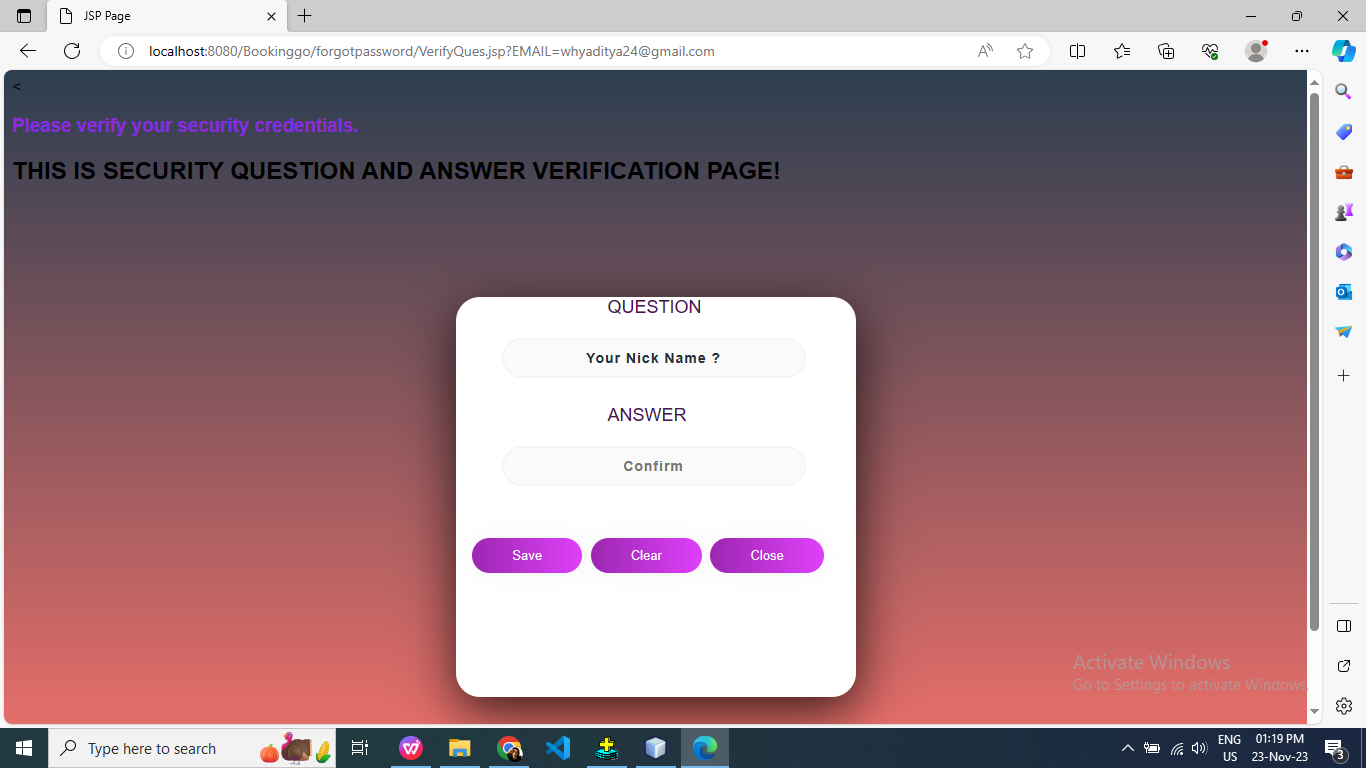 JSP Page
localhost:8080/Bookinggo/forgotpassword/VerifyQues.jsp?EMAIL=whyaditya24@gmail.com
<
Please verify your security credentials.
THIS IS SECURITY QUESTION AND ANSWER VERIFICATION PAGE!
QUESTION
Your Nick Name ?
ANSWER
Confirm
Save Clear Close
Activate Windows
Go to Settings to activate Windows.
Type here to search
ENG 01:19 PM
US 23-Nov-23
3